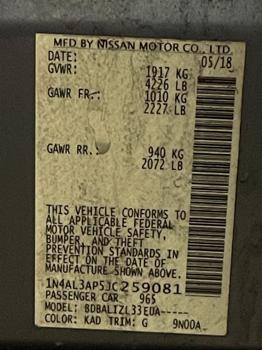 MFD BY NISSAN MOTOR CO., LTD.
DATE: 05/18
GVWR: 1917 KG
4226 LB
GAWR FR: 1010 KG
2227 LB
GAWR RR: 940 KG
2072 LB
THIS VEHICLE CONFORMS TO
ALL APPLICABLE FEDERAL
MOTOR VEHICLE SAFETY,
BUMPER, AND THEFT
PREVENTION STANDARDS IN
EFFECT ON THE DATE OF
MANUFACTURE SHOWN ABOVE.
1N4AL3AP5JC259081
PASSENGER CAR 96S
MODEL: BDBALIZL33EUA-----
COLOR: KAD TRIM: G 9N00A